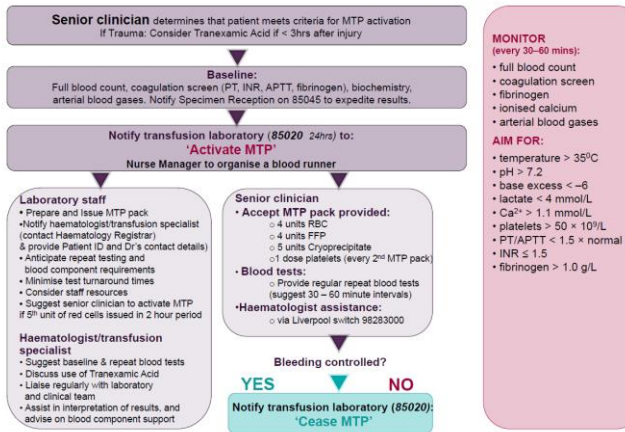 Senior clinician determines that patient meets criteria for MTP activation
If Trauma: Consider Tranexamic Acid if < 3hrs after injury
Baseline:
Full blood count, coagulation screen (PT, INR, APTT, fibrinogen), biochemistry,
arterial blood gases. Notify Specimen Reception on 85045 to expedite results.
Notify transfusion laboratory (85020 24hrs) to:
‘Activate MTP’
Nurse Manager to organise a blood runner
Laboratory staff
• Prepare and Issue MTP pack
•Notify haematologist/transfusion specialist
(contact Haematology Registrar)
& provide Patient ID and Dr’s contact details)
• Anticipate repeat testing and
blood component requirements
• Minimise test turnaround times
• Consider staff resources
• Suggest senior clinician to activate MTP
if 5th unit of red cells issued in 2 hour period
Haematologist/transfusion
specialist
• Suggest baseline & repeat blood tests
• Discuss use of Tranexamic Acid
• Liaise regularly with laboratory
and clinical team
• Assist in interpretation of results, and
advise on blood component support
Senior clinician
• Accept MTP pack provided:
o 4 units RBC
o 4 units FFP
o 5 units Cryoprecipitate
o1 dose platelets (every 2nd MTP pack)
• Blood tests:
o Provide regular repeat blood tests
(suggest 30 – 60 minute intervals)
•Haematologist assistance:
o via Liverpool switch 98283000
Bleeding controlled?
YES NO
Notify transfusion laboratory (85020):
‘Cease MTP’
MONITOR
(every 30–60 mins):
• full blood count
• coagulation screen
• fibrinogen
• ionised calcium
• arterial blood gases
AIM FOR:
• temperature > 35⁰C
• pH > 7.2
• base excess < –6
• lactate < 4 mmol/L
• Ca²⁺ > 1.1 mmol/L
• platelets > 50 × 10⁹/L
• PT/APTT < 1.5 × normal
• INR ≤ 1.5
• fibrinogen > 1.0 g/L